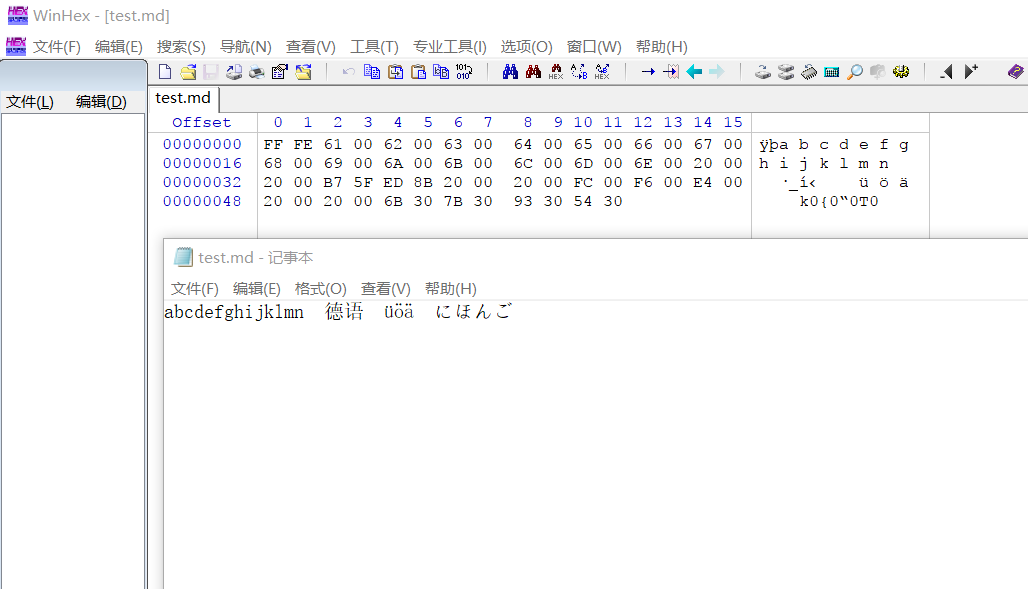 WinHex - [test.md]
文件(F) 编辑(E) 搜索(S) 导航(N) 查看(V) 工具(T) 专业工具(I) 选项(O) 窗口(W) 帮助(H)
文件(L) 编辑(D)
test.md
Offset 0 1 2 3 4 5 6 7 8 9 10 11 12 13 14 15
00000000 FF FE 61 00 62 00 63 00 64 00 65 00 66 00 67 00 ÿþa b c d e f g
00000016 68 00 69 00 6A 00 6B 00 6C 00 6D 00 6E 00 20 00 h i j k l m n
00000032 20 00 B7 5F ED 8B 20 00 20 00 FC 00 F6 00 E4 00 ·_í‹ ü ö ä
00000048 20 00 20 00 6B 30 7B 30 93 30 54 30 k0{0“0T0
test.md - 记事本
文件(F) 编辑(E) 格式(O) 查看(V) 帮助(H)
abcdefghijklmn 德语 üöä にほんご